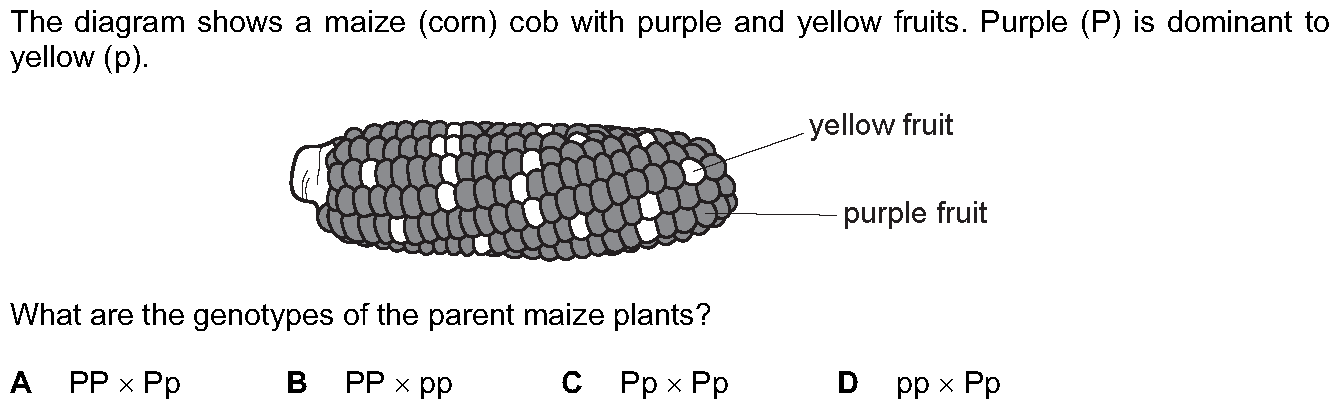 The diagram shows a maize (corn) cob with purple and yellow fruits. Purple (P) is dominant to
yellow (p).
yellow fruit
purple fruit
What are the genotypes of the parent maize plants?
A PP × Pp B PP × pp C Pp × Pp D pp × Pp